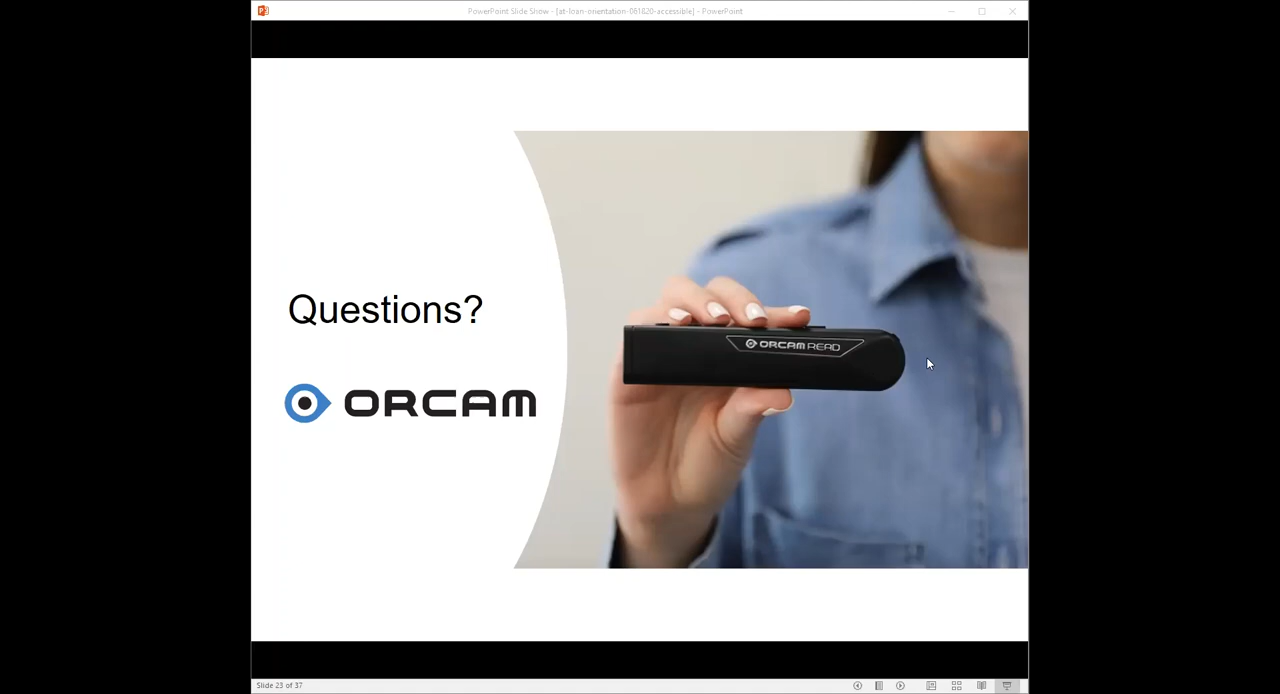 PowerPoint Slide Show - [at-loan-orientation-061820-accessible] - PowerPoint
Questions?
ORCAM
ORCAM READ
Slide 23 of 37